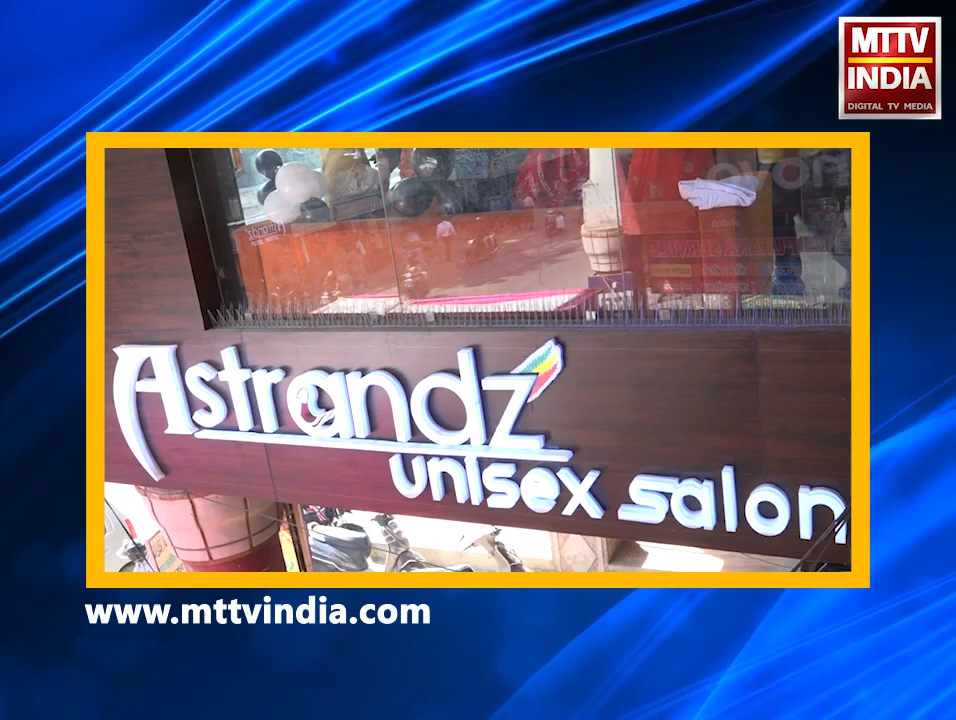 MTTV
INDIA
DIGITAL TV MEDIA
Astrandz
unisex salon
www.mttvindia.com